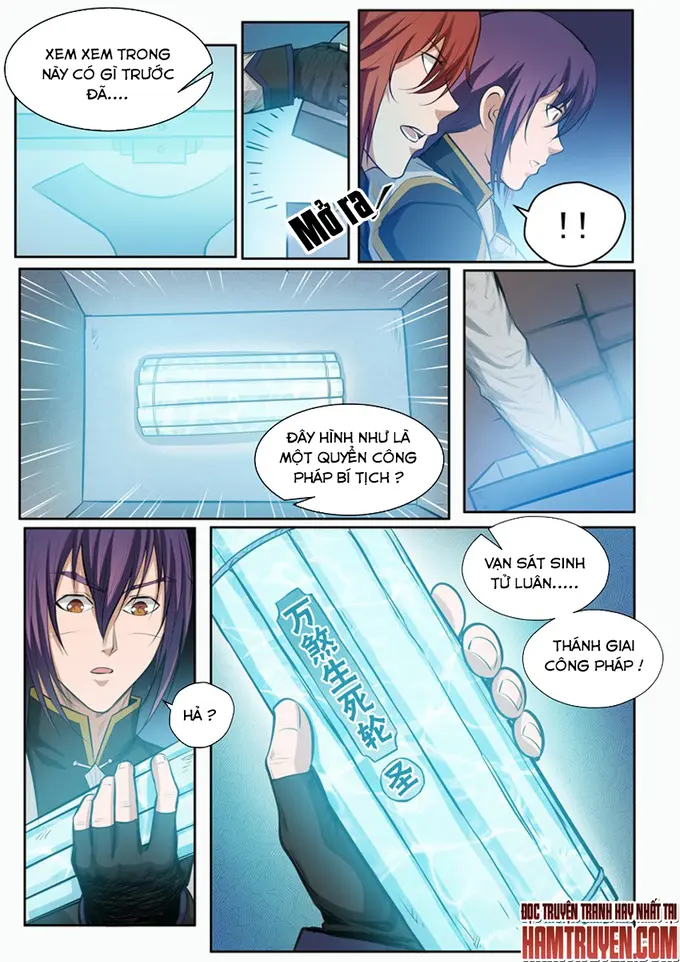 XEM XEM TRONG
NÀY CÓ GÌ TRƯỚC
ĐÃ....
Mở ra
!!
ĐÂY HÌNH NHƯ LÀ
MỘT QUYỂN CÔNG
PHÁP BÍ TỊCH ?
HẢ ?
万煞生死轮
圣
VẠN SÁT SINH
TỬ LUÂN.....
THÁNH GIAI
CÔNG PHÁP !
ĐỌC TRUYỆN TRANH HAY NHẤT TẠI
HAMTRUYEN.COM